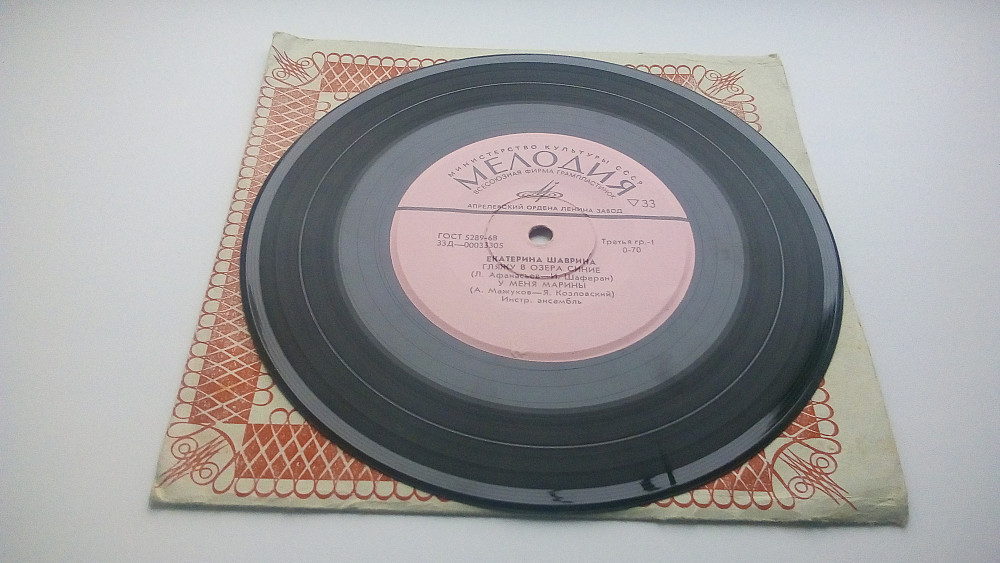 МИНИСТЕРСТВО КУЛЬТУРЫ СССР
МЕЛОДИЯ
ВСЕСОЮЗНАЯ ФИРМА ГРАМПЛАСТИНОК
▽33
АПРЕЛЕВСКИЙ ОРДЕНА ЛЕНИНА ЗАВОД
ГОСТ 5289-68
33Д—00033305
Третья гр.-t
0-70
ЕКАТЕРИНА ШАВРИНА
ГЛЯЖУ В ОЗЕРА СИНИЕ
(Л. Афанасьев—И. Шаферан)
У МЕНЯ МАРИНЫ
(А. Мажуков—Я. Козловский)
Инстр. ансамбль